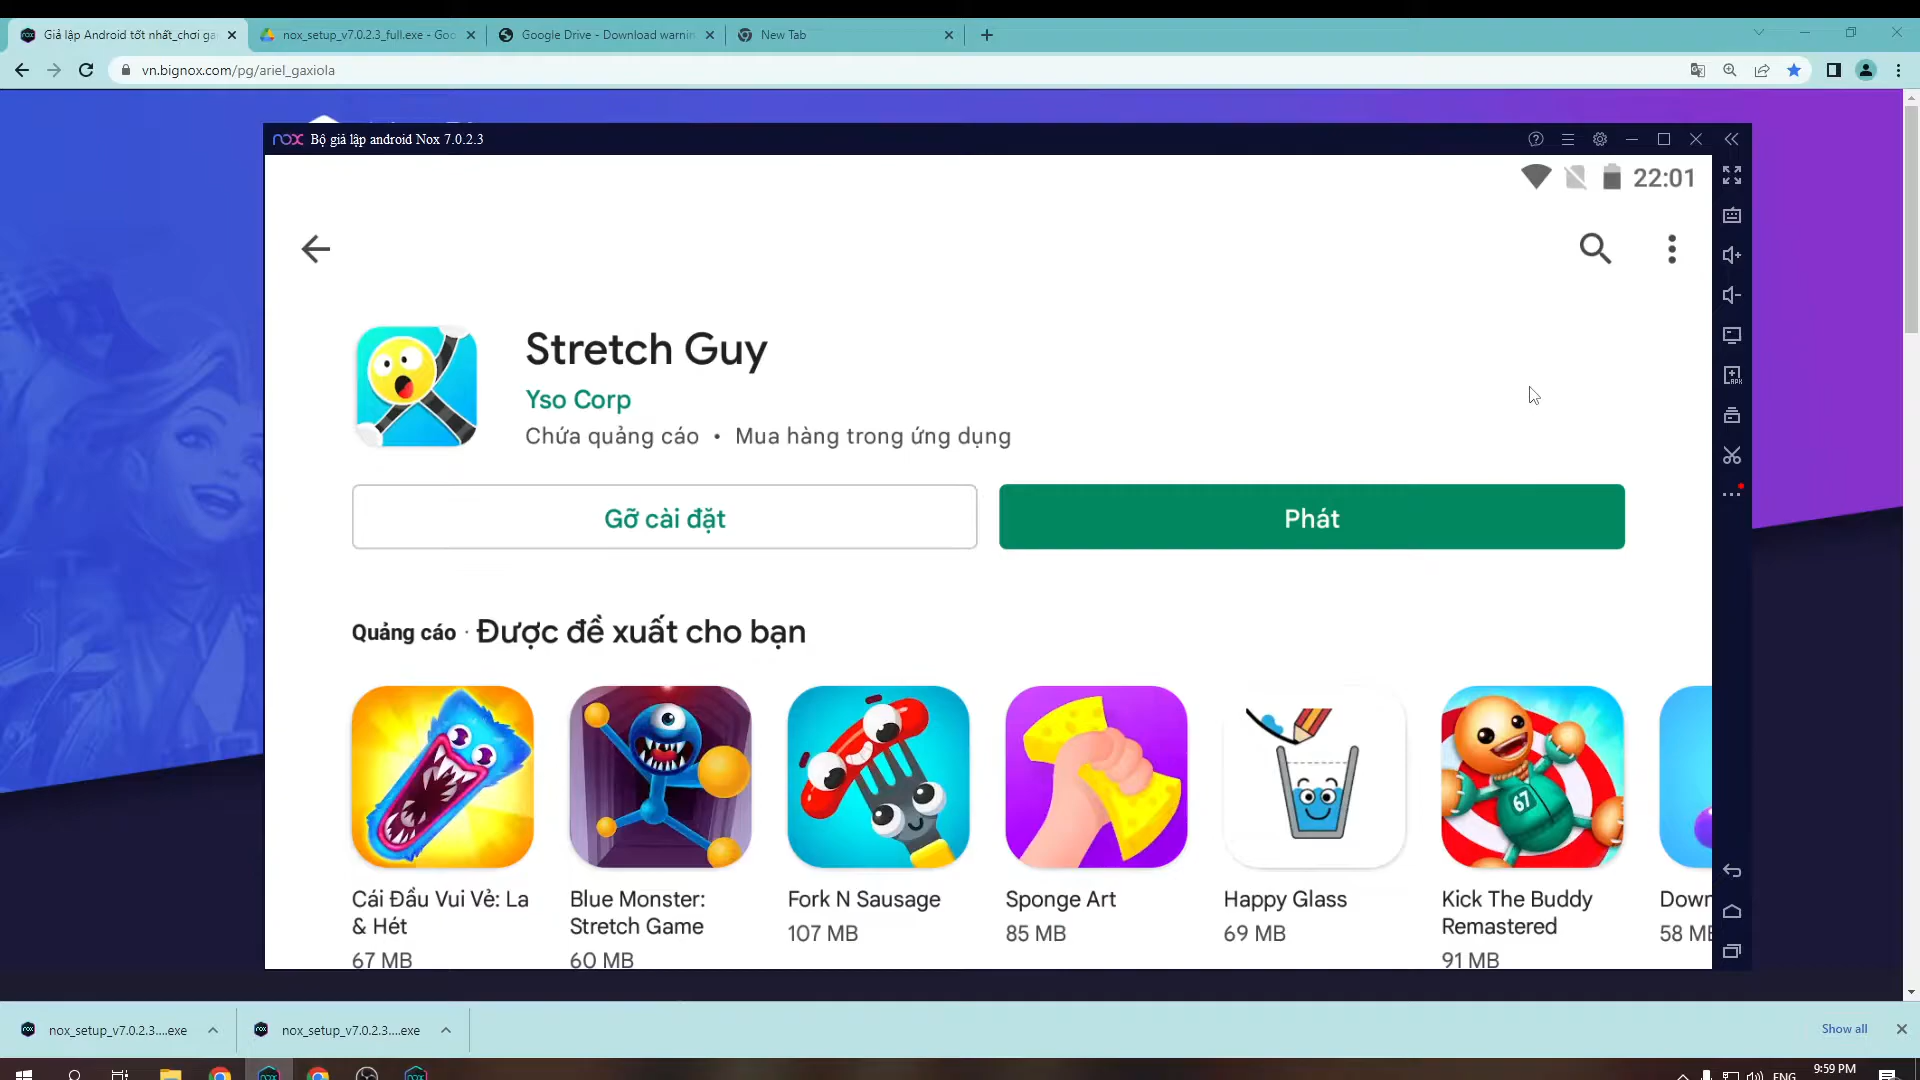 Giả lập Android tốt nhất_chơi ga
nox_setup_v7.0.2.3_full.exe - Goo
Google Drive - Download warnin
New Tab
vn.bignox.com/pg/ariel_gaxiola
nox Bộ giả lập android Nox 7.0.2.3
22:01
Stretch Guy
Yso Corp
Chứa quảng cáo • Mua hàng trong ứng dụng
Gỡ cài đặt
Phát
Quảng cáo · Được đề xuất cho bạn
67
Cái Đầu Vui Vẻ: La & Hét
67 MB
Blue Monster: Stretch Game
60 MB
Fork N Sausage
107 MB
Sponge Art
85 MB
Happy Glass
69 MB
Kick The Buddy Remastered
91 MB
Down
58 MB
nox_setup_v7.0.2.3....exe
nox_setup_v7.0.2.3....exe
Show all
ENG
9:59 PM